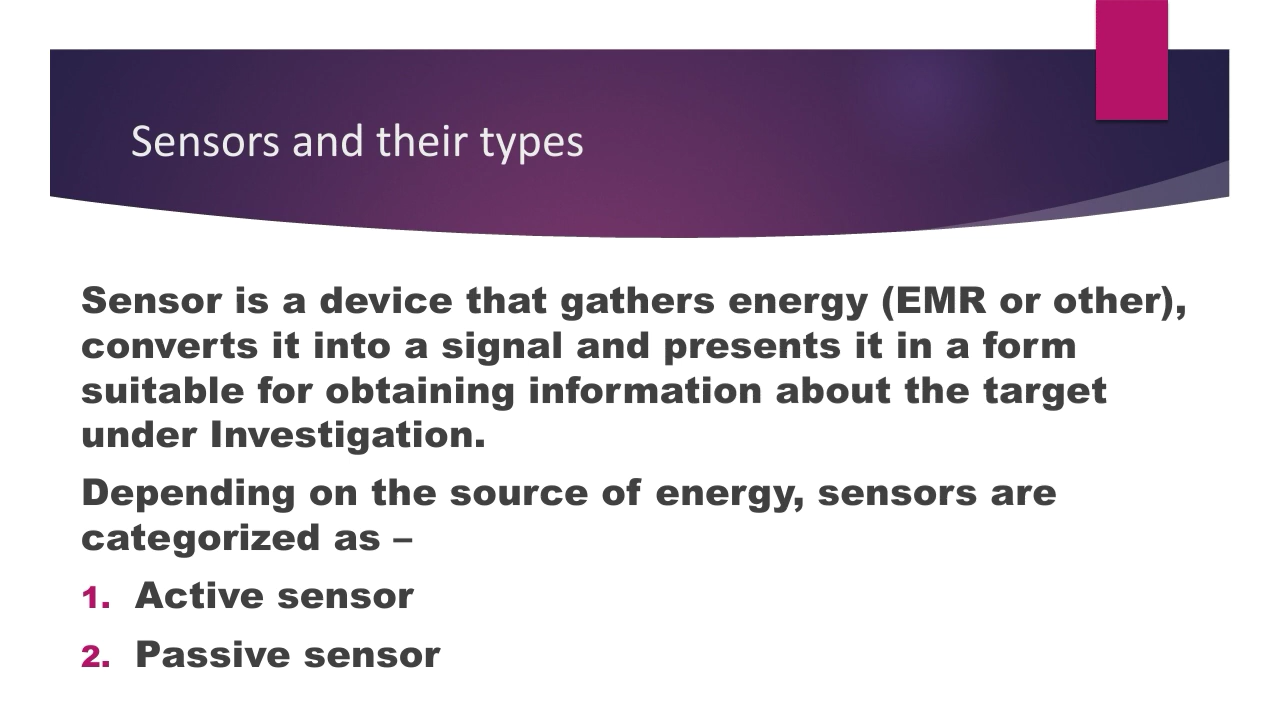 Sensors and their types
Sensor is a device that gathers energy (EMR or other),
converts it into a signal and presents it in a form
suitable for obtaining information about the target
under Investigation.
Depending on the source of energy, sensors are
categorized as –
1. Active sensor
2. Passive sensor